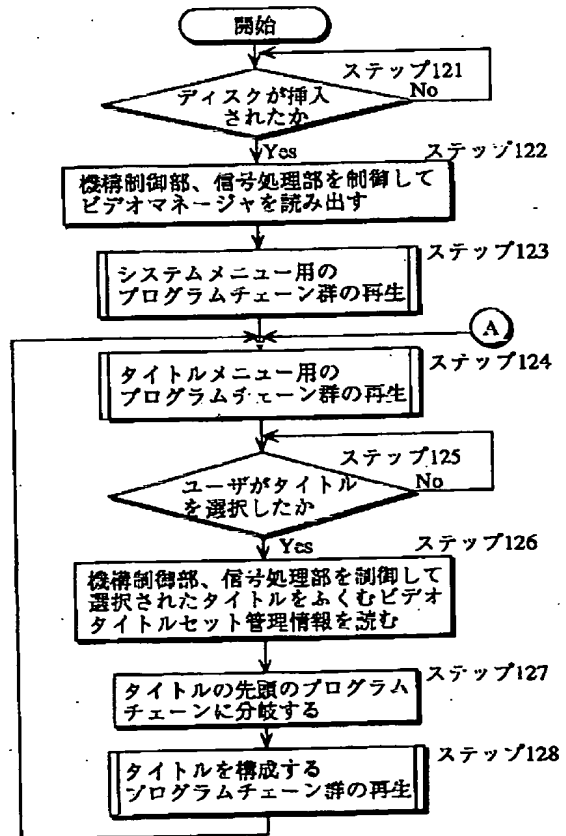 開始
ステップ121
ディスクが挿入
されたか
No
Yes
ステップ122
機構制御部、信号処理部を制御して
ビデオマネージャを読み出す
ステップ123
システムメニュー用の
プログラムチェーン群の再生
A
ステップ124
タイトルメニュー用の
プログラムチェーン群の再生
ステップ125
ユーザがタイトル
を選択したか
No
Yes
ステップ126
機構制御部、信号処理部を制御して
選択されたタイトルをふくむビデオ
タイトルセット管理情報を読む
ステップ127
タイトルの先頭のプログラム
チェーンに分岐する
ステップ128
タイトルを構成する
プログラムチェーン群の再生